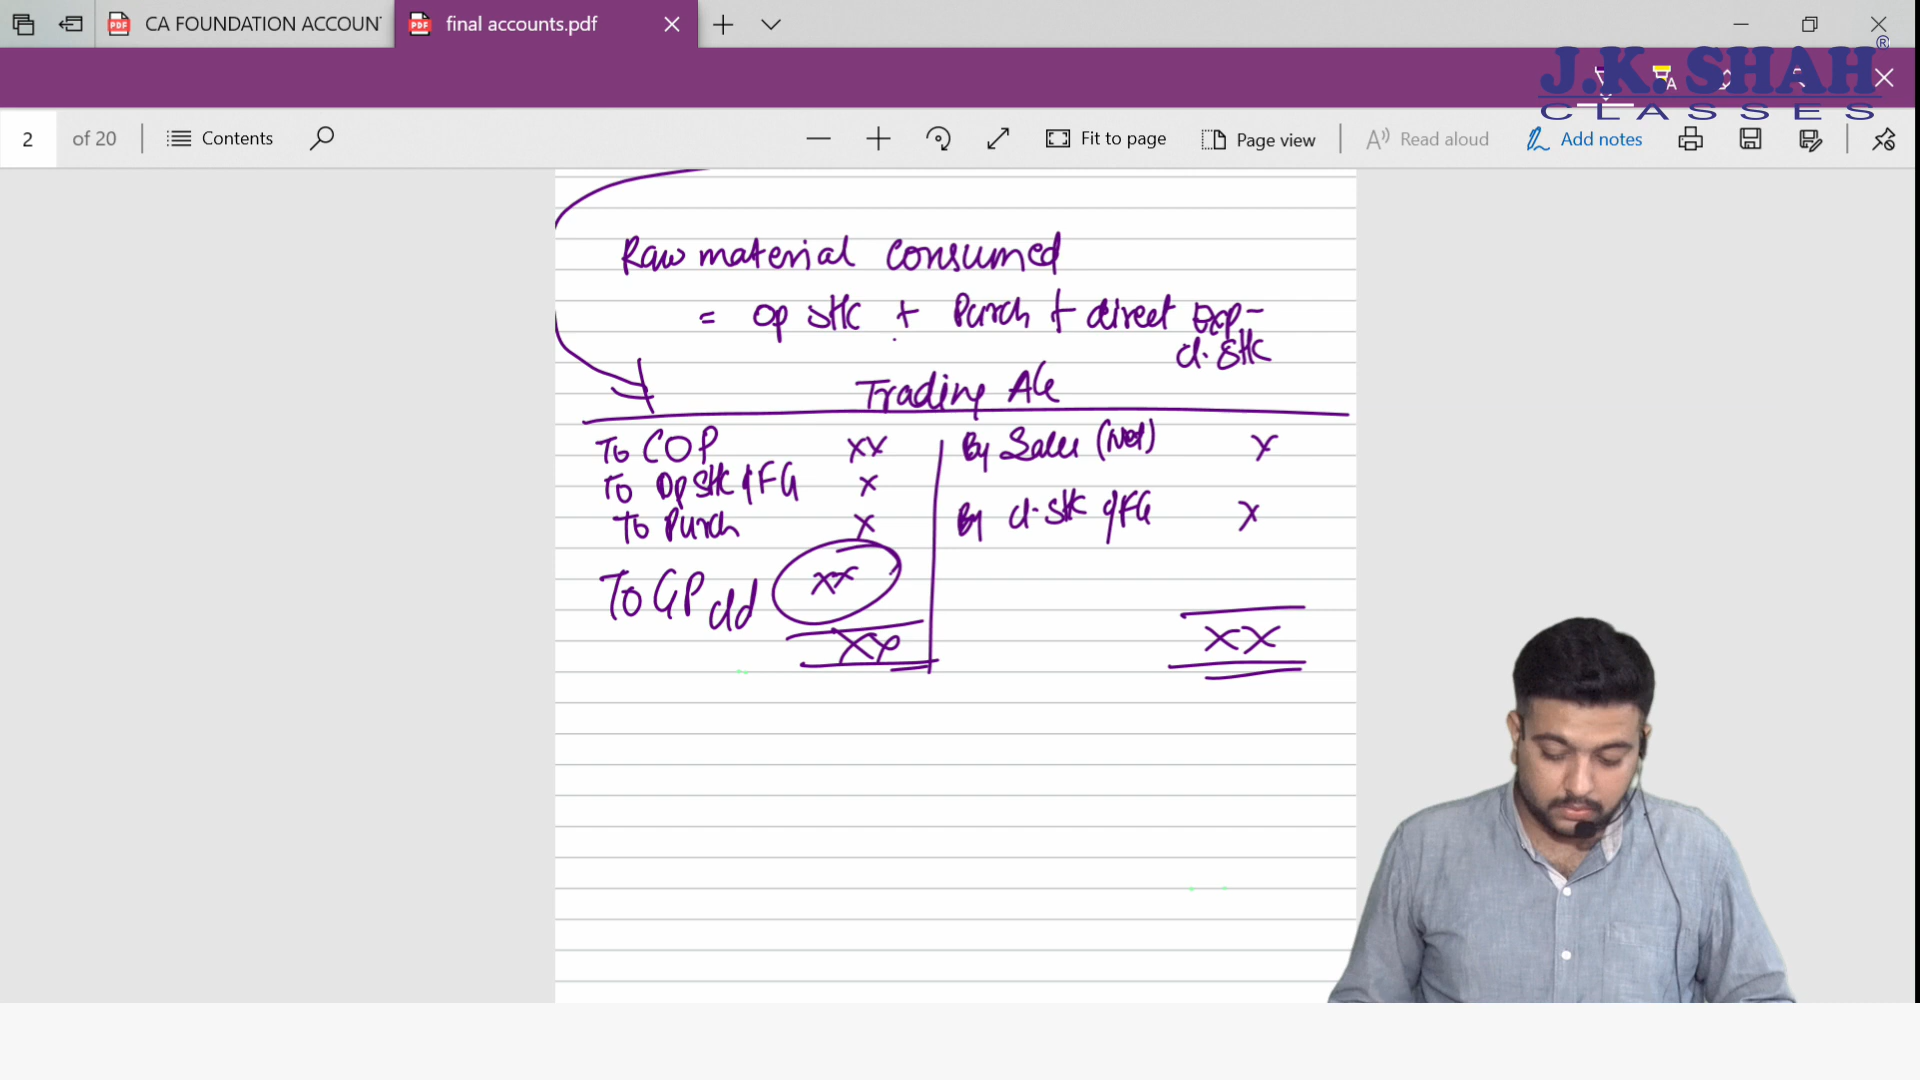 CA FOUNDATION ACCOUNT
final accounts.pdf
J.K. SHAH®
CLASSES
2 of 20
Contents
Fit to page
Page view
Read aloud
Add notes
Raw material consumed
= Op stk + Purch + direct Exp -
cl. stk
Trading A/c
To COP XX By Sales (Net) X
To Op stk of FG X
To Purch X By cl. stk of FG X
To GP c/d XX
XX XX